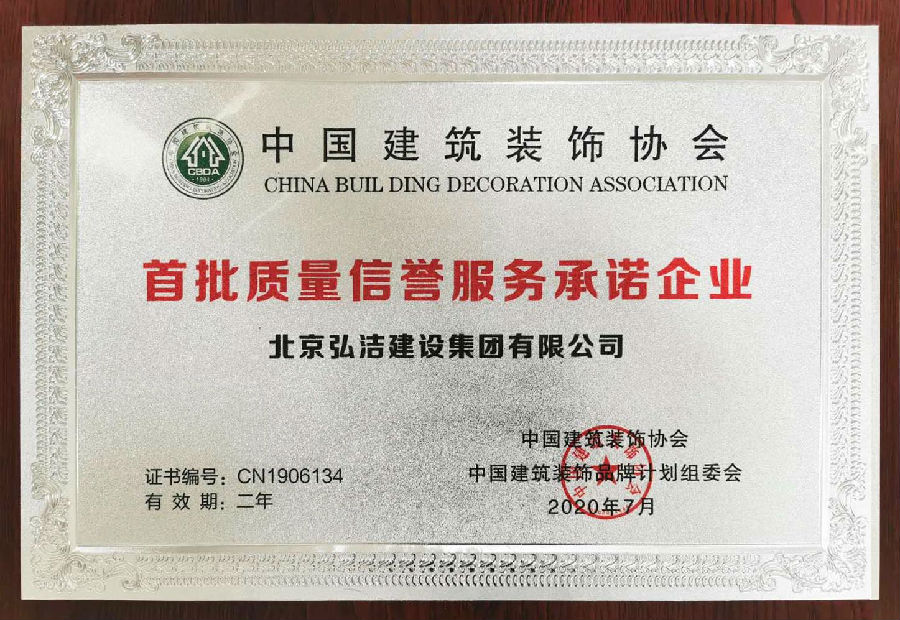 中国建筑装饰协会
CHINA BUIL DING DECORATION ASSOCIATION
CBDA
首批质量信誉服务承诺企业
北京弘洁建设集团有限公司
中国建筑装饰协会
证书编号：CN1906134
中国建筑装饰品牌计划组委会
有 效 期：二年
2020年7月